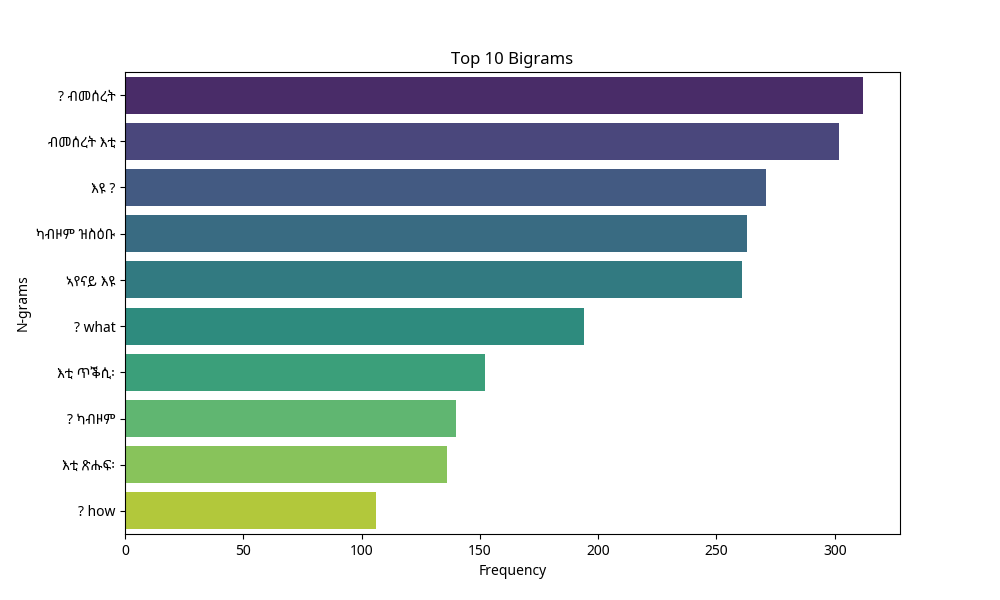 Top 10 Bigrams
? ብመሰረት
ብመሰረት እቲ
እዩ ?
ካብዞም ዝስዕቡ
ኣየናይ እዩ
? what
እቲ ጥቕሲ፡
? ካብዞም
እቲ ጽሑፍ፡
? how
N-grams
0 50 100 150 200 250 300
Frequency